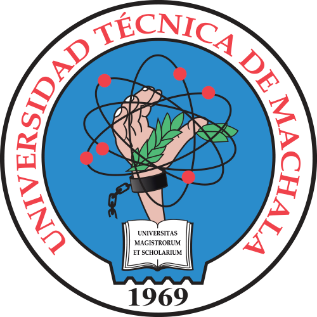 UNIVERSIDAD TÉCNICA DE MACHALA
UNIVERSITAS
MAGISTRORUM
ET SCHOLARIUM
1969